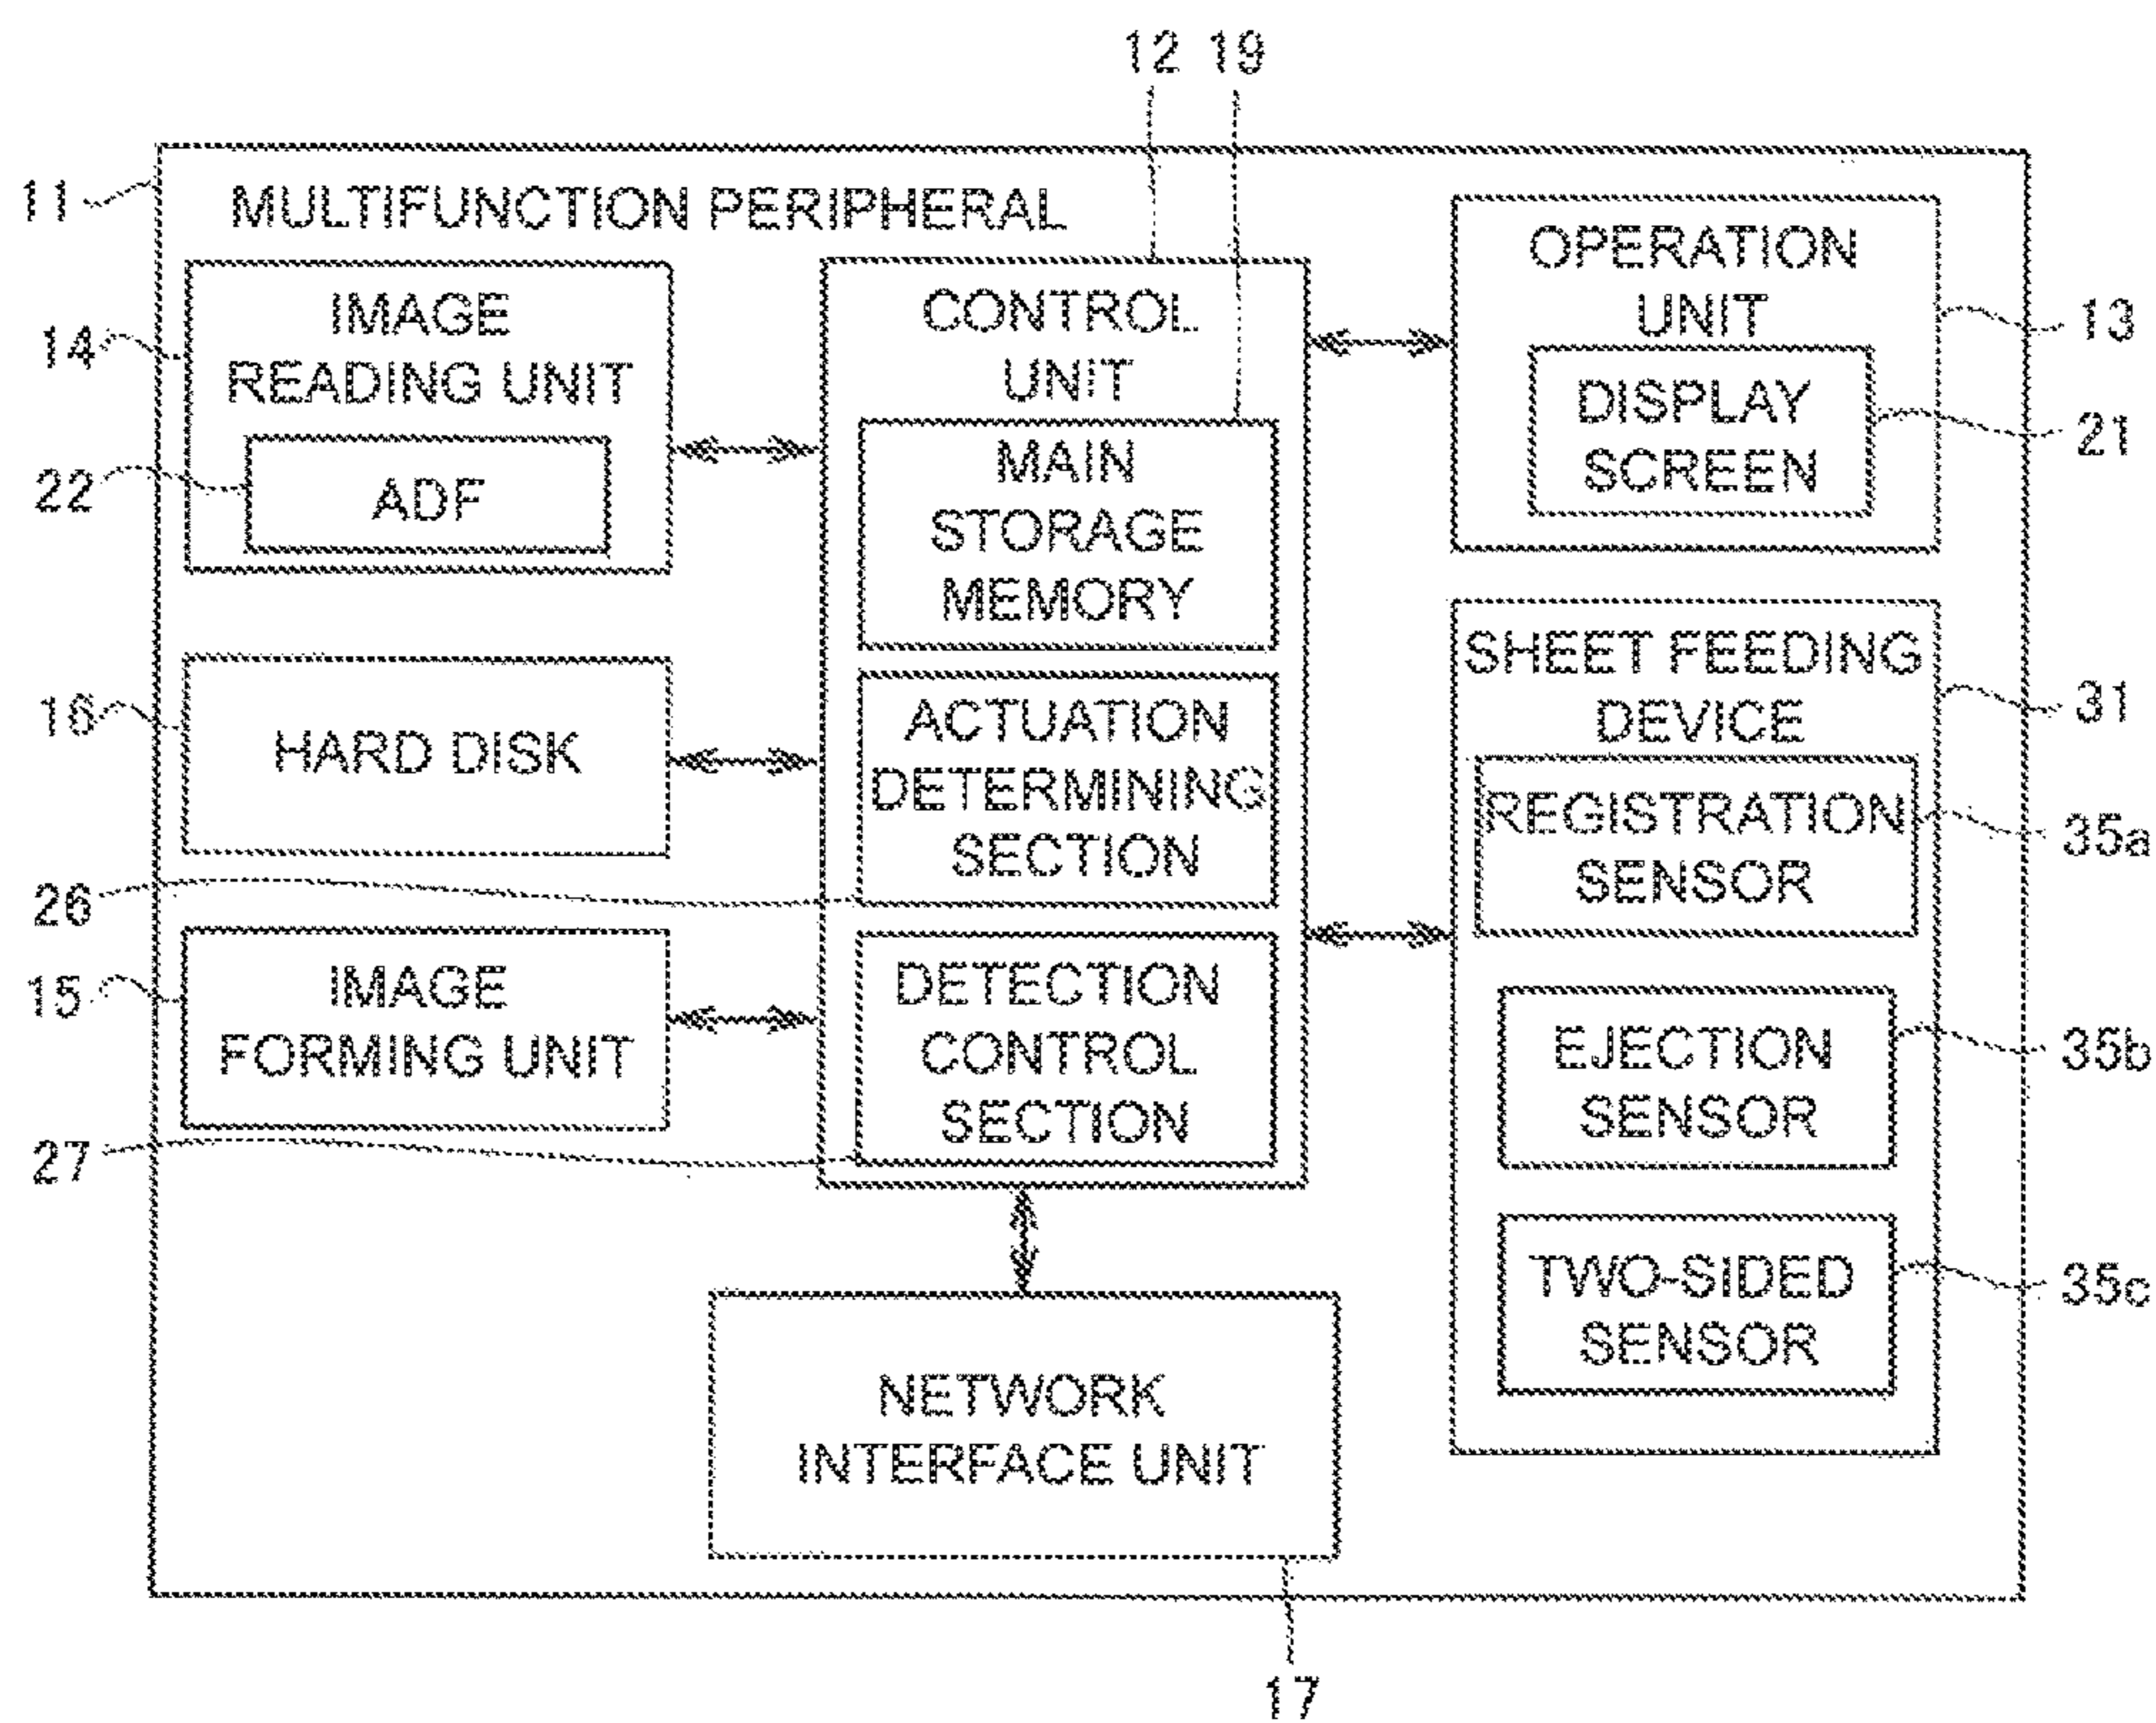 12 19
11 MULTIFUNCTION PERIPHERAL
14
IMAGE
READING UNIT
22
ADF
16
HARD DISK
26
15
IMAGE
FORMING UNIT
27
CONTROL
UNIT
MAIN
STORAGE
MEMORY
ACTUATION
DETERMINING
SECTION
DETECTION
CONTROL
SECTION
NETWORK
INTERFACE UNIT
17
OPERATION
UNIT
13
DISPLAY
SCREEN
21
SHEET FEEDING
DEVICE
31
REGISTRATION
SENSOR
35a
EJECTION
SENSOR
35b
TWO-SIDED
SENSOR
35c